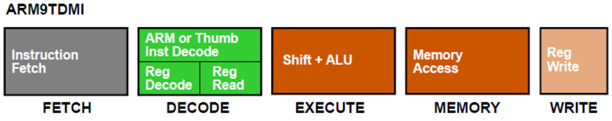 ARM9TDMI
Instruction
Fetch
ARM or Thumb
Inst Decode
Reg
Decode
Reg
Read
Shift + ALU
Memory
Access
Reg
Write
FETCH
DECODE
EXECUTE
MEMORY
WRITE